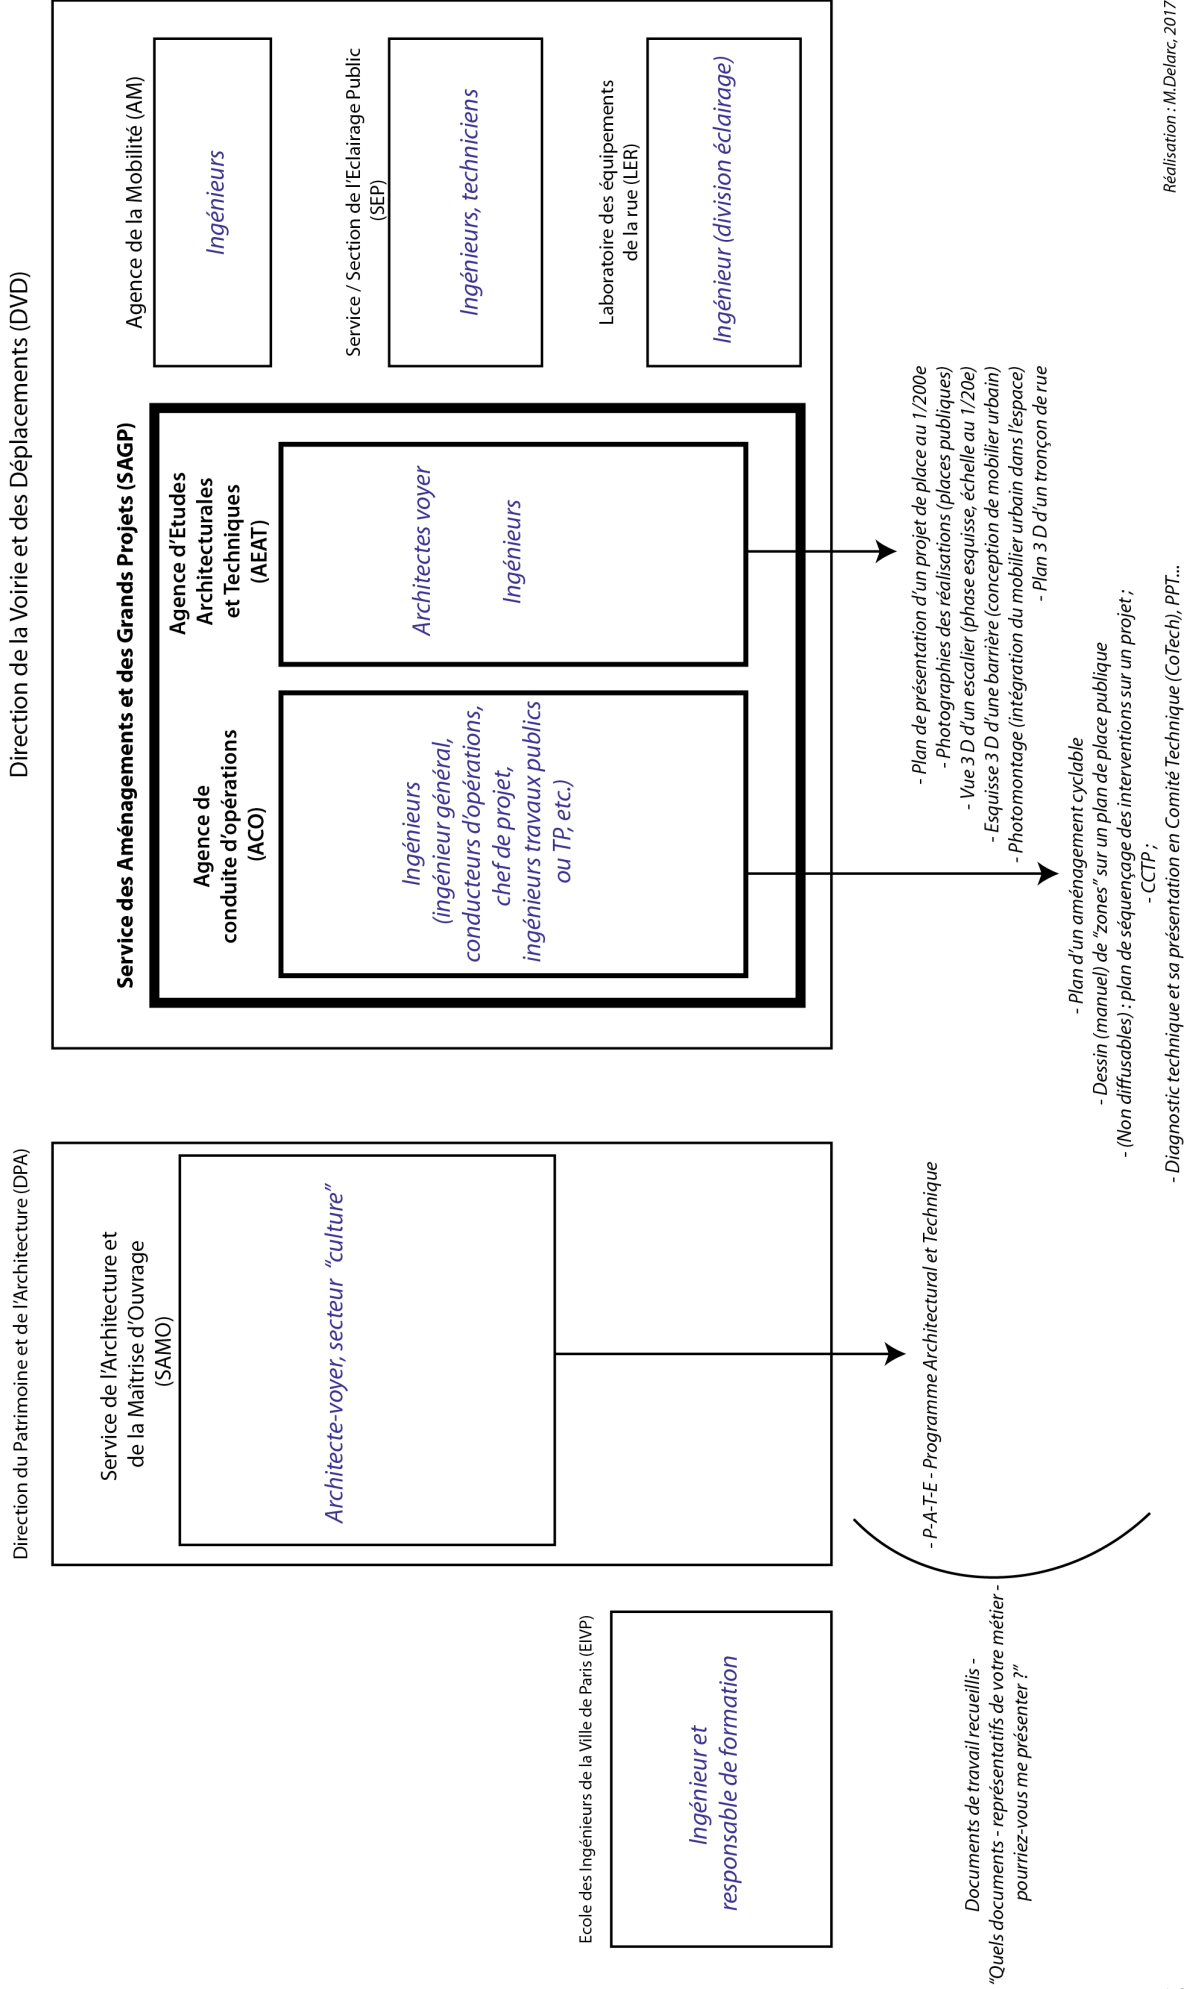 Ecole des Ingénieurs de la Ville de Paris (EIVP)
Ingénieur et
responsable de formation
Direction du Patrimoine et de l'Architecture (DPA)
Service de l'Architecture et
de la Maîtrise d'Ouvrage
(SAMO)
Architecte-voyer, secteur “culture”
Direction de la Voirie et des Déplacements (DVD)
Service des Aménagements et des Grands Projets (SAGP)
Agence de
conduite d'opérations
(ACO)
Ingénieurs
(ingénieur général,
conducteurs d'opérations,
chef de projet,
ingénieurs travaux publics
ou TP, etc.)
Agence d'Etudes
Architecturales
et Techniques
(AEAT)
Architectes voyer
Ingénieurs
Agence de la Mobilité (AM)
Ingénieurs
Service / Section de l'Eclairage Public
(SEP)
Ingénieurs, techniciens
Laboratoire des équipements
de la rue (LER)
Ingénieur (division éclairage)
Documents de travail recueillis -
“Quels documents - représentatifs de votre métier -
pourriez-vous me présenter ?”
- P-A-T-E - Programme Architectural et Technique
- Plan d'un aménagement cyclable
- Dessin (manuel) de “zones” sur un plan de place publique
- (Non diffusables) : plan de séquençage des interventions sur un projet ;
- CCTP ;
- Diagnostic technique et sa présentation en Comité Technique (CoTech), PPT...
- Plan de présentation d'un projet de place au 1/200e
- Photographies des réalisations (places publiques)
- Vue 3 D d'un escalier (phase esquisse, échelle au 1/20e)
- Esquisse 3 D d'une barrière (conception de mobilier urbain)
- Photomontage (intégration du mobilier urbain dans l'espace)
- Plan 3 D d'un tronçon de rue
Réalisation : M.Delarc, 2017